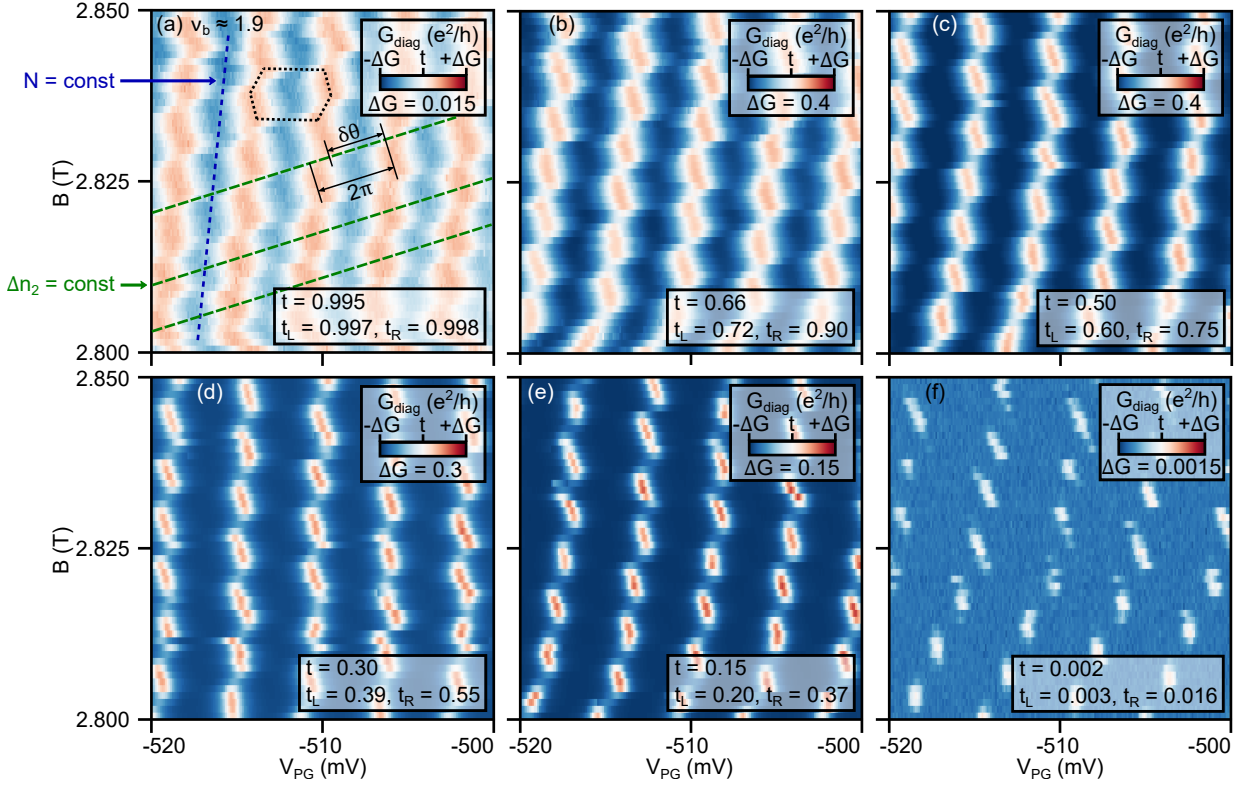 (a) ν_b ≈ 1.9
N = const
Δn₂ = const
δθ
2π
G_diag (e²/h)
-ΔG t +ΔG
ΔG = 0.015
t = 0.995
t_L = 0.997, t_R = 0.998
(b)
G_diag (e²/h)
-ΔG t +ΔG
ΔG = 0.4
t = 0.66
t_L = 0.72, t_R = 0.90
(c)
G_diag (e²/h)
-ΔG t +ΔG
ΔG = 0.4
t = 0.50
t_L = 0.60, t_R = 0.75
2.850
2.825
2.800
B (T)
(d)
G_diag (e²/h)
-ΔG t +ΔG
ΔG = 0.3
t = 0.30
t_L = 0.39, t_R = 0.55
(e)
G_diag (e²/h)
-ΔG t +ΔG
ΔG = 0.15
t = 0.15
t_L = 0.20, t_R = 0.37
(f)
G_diag (e²/h)
-ΔG t +ΔG
ΔG = 0.0015
t = 0.002
t_L = 0.003, t_R = 0.016
2.850
2.825
2.800
B (T)
-520 -510 -500
V_PG (mV)
-520 -510 -500
V_PG (mV)
-520 -510 -500
V_PG (mV)